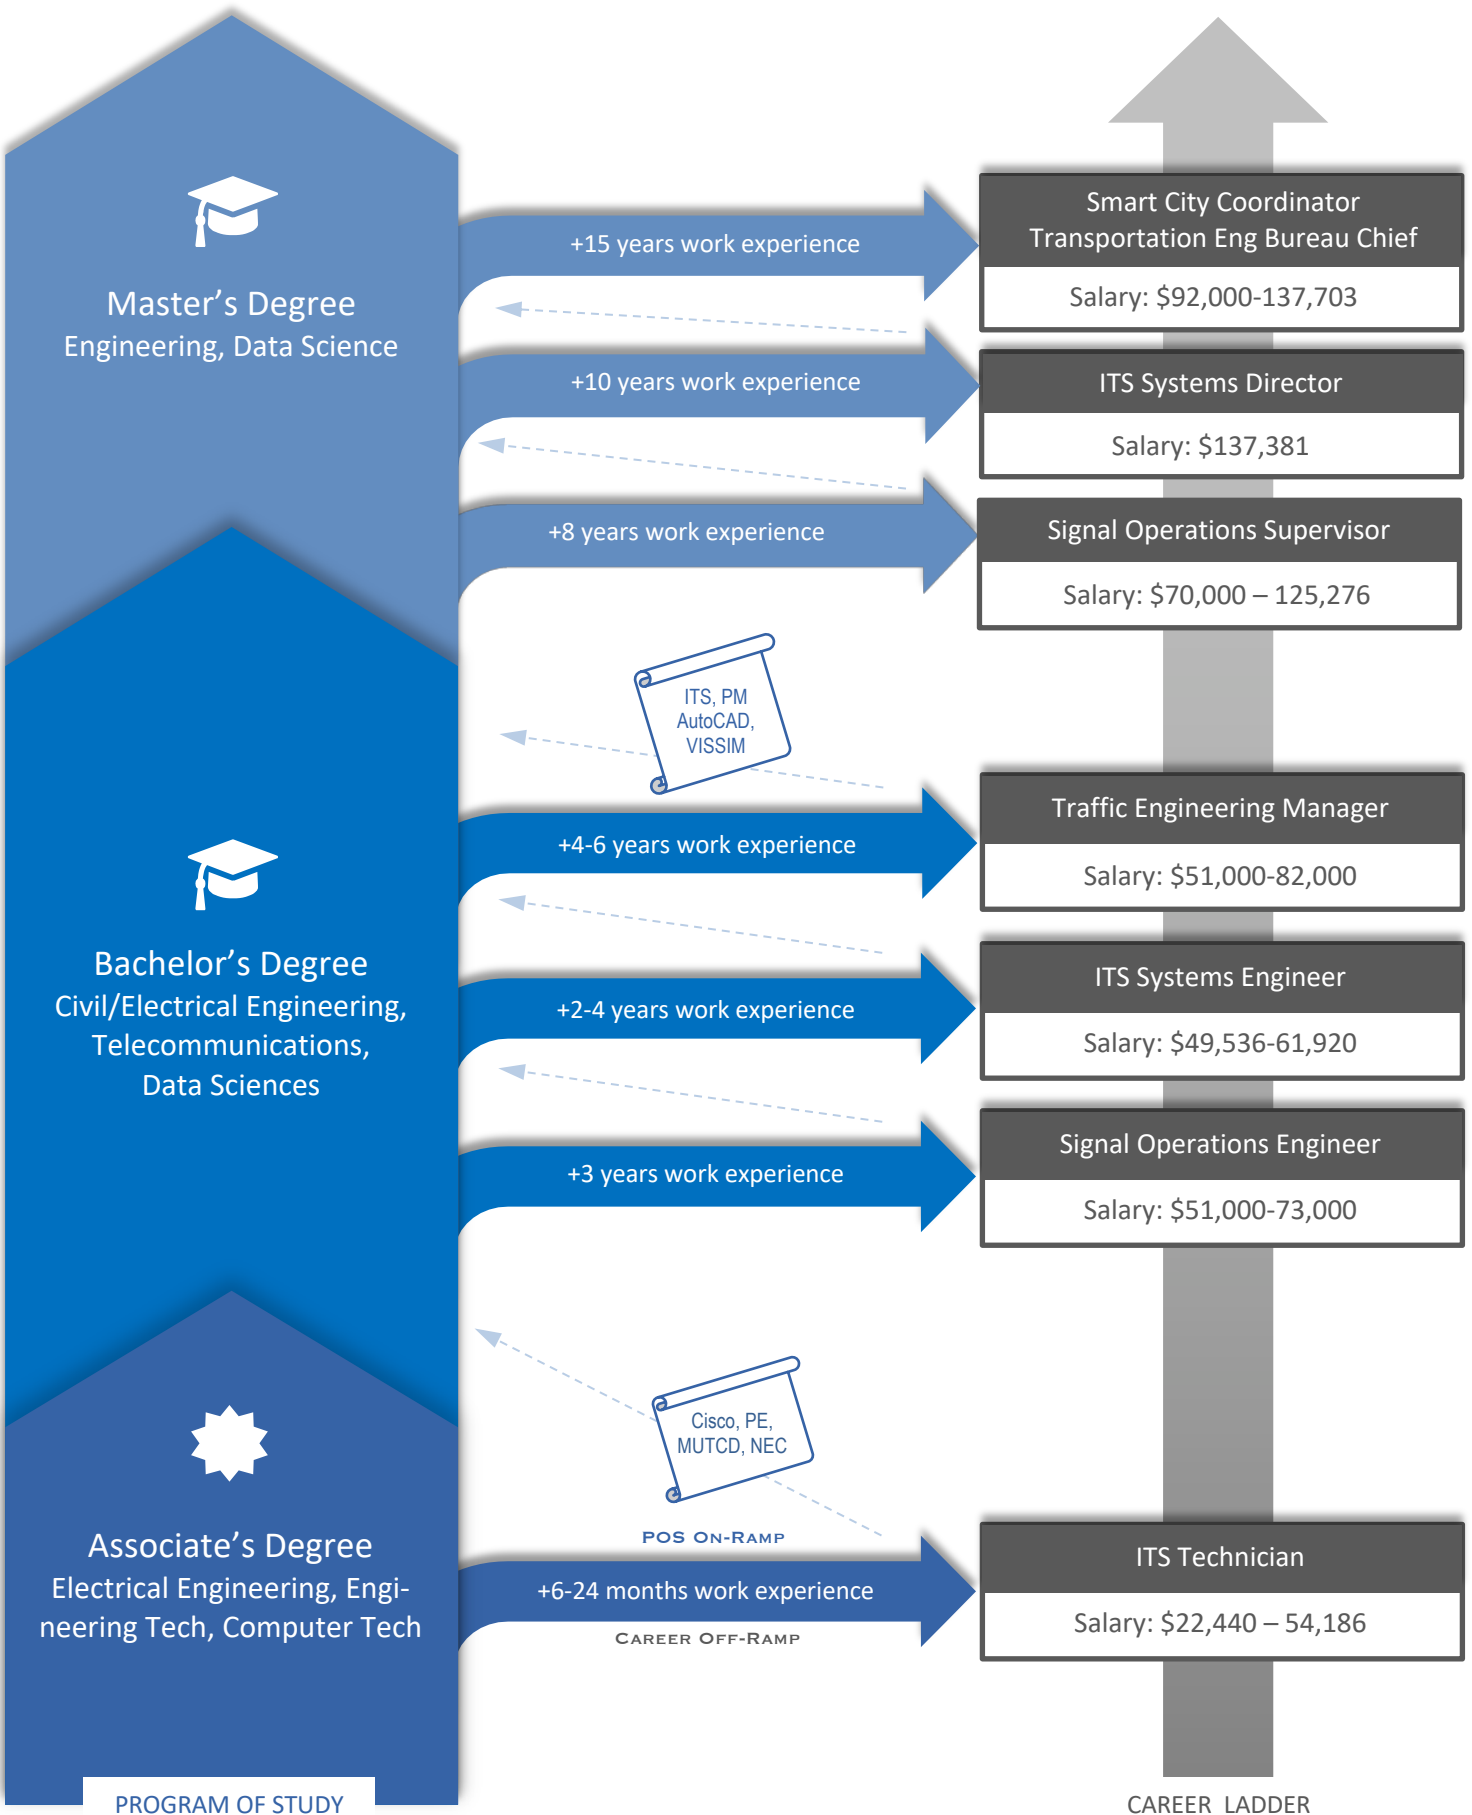 Smart City Coordinator
Transportation Eng Bureau Chief
+15 years work experience
Salary: $92,000-137,703
Master’s Degree
Engineering, Data Science
+10 years work experience
ITS Systems Director
Salary: $137,381
+8 years work experience
Signal Operations Supervisor
Salary: $70,000 – 125,276
ITS, PM
AutoCAD,
VISSIM
Traffic Engineering Manager
+4-6 years work experience
Salary: $51,000-82,000
Bachelor’s Degree
Civil/Electrical Engineering,
Telecommunications,
Data Sciences
ITS Systems Engineer
+2-4 years work experience
Salary: $49,536-61,920
Signal Operations Engineer
+3 years work experience
Salary: $51,000-73,000
Cisco, PE,
MUTCD, NEC
POS On-Ramp
Associate’s Degree
Electrical Engineering, Engi-
neering Tech, Computer Tech
+6-24 months work experience
Career Off-Ramp
ITS Technician
Salary: $22,440 – 54,186
PROGRAM OF STUDY
CAREER LADDER